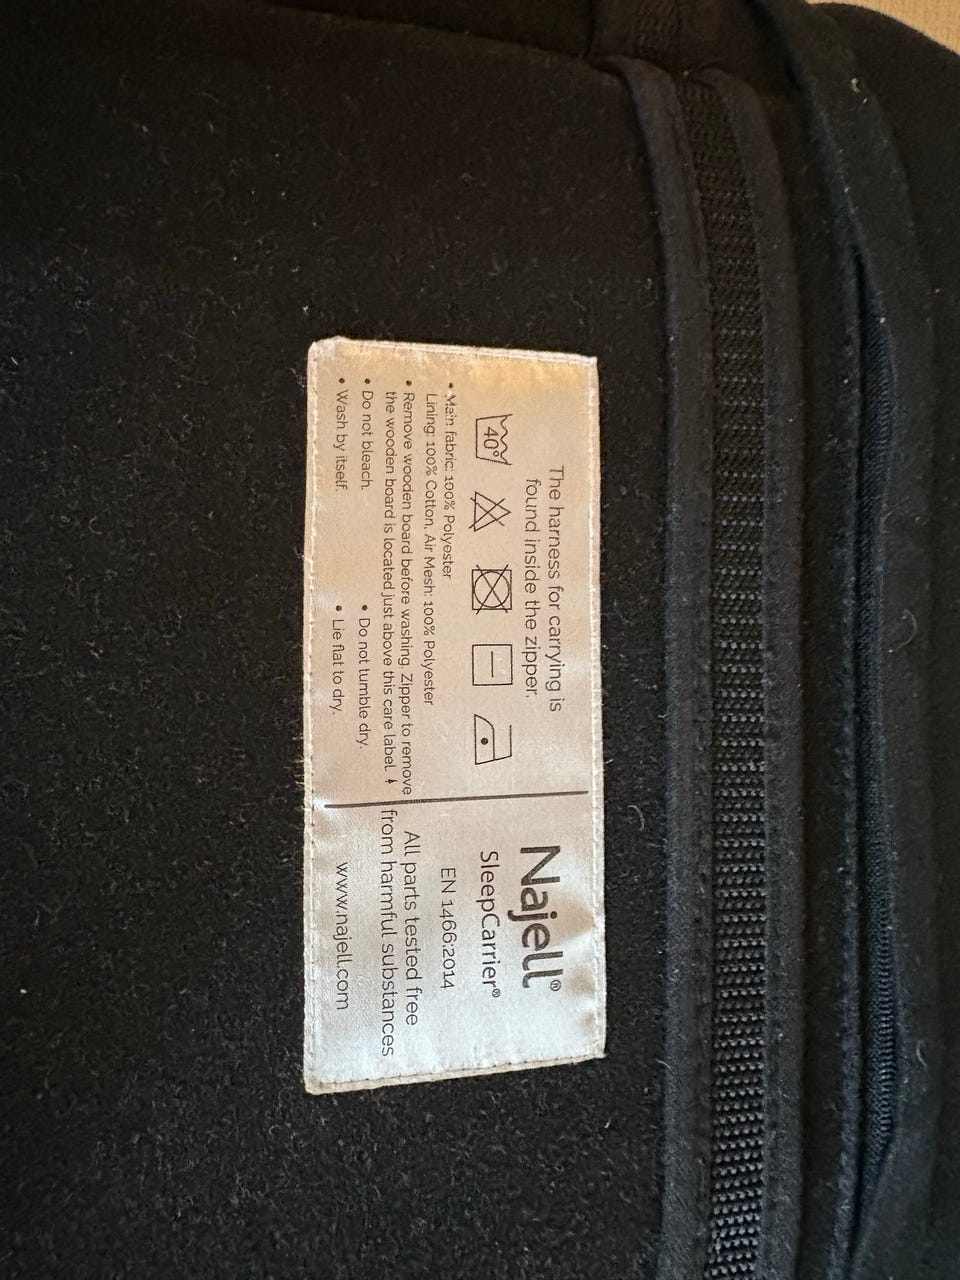 The harness for carrying is
found inside the zipper.
40°
• Main fabric: 100% Polyester
Lining: 100% Cotton, Air Mesh: 100% Polyester
• Remove wooden board before washing. Zipper to remove
the wooden board is located just above this care label.
• Do not bleach.
• Do not tumble dry.
• Wash by itself.
• Lie flat to dry.
Najell®
SleepCarrier®
EN 1466:2014
All parts tested free
from harmful substances
www.najell.com